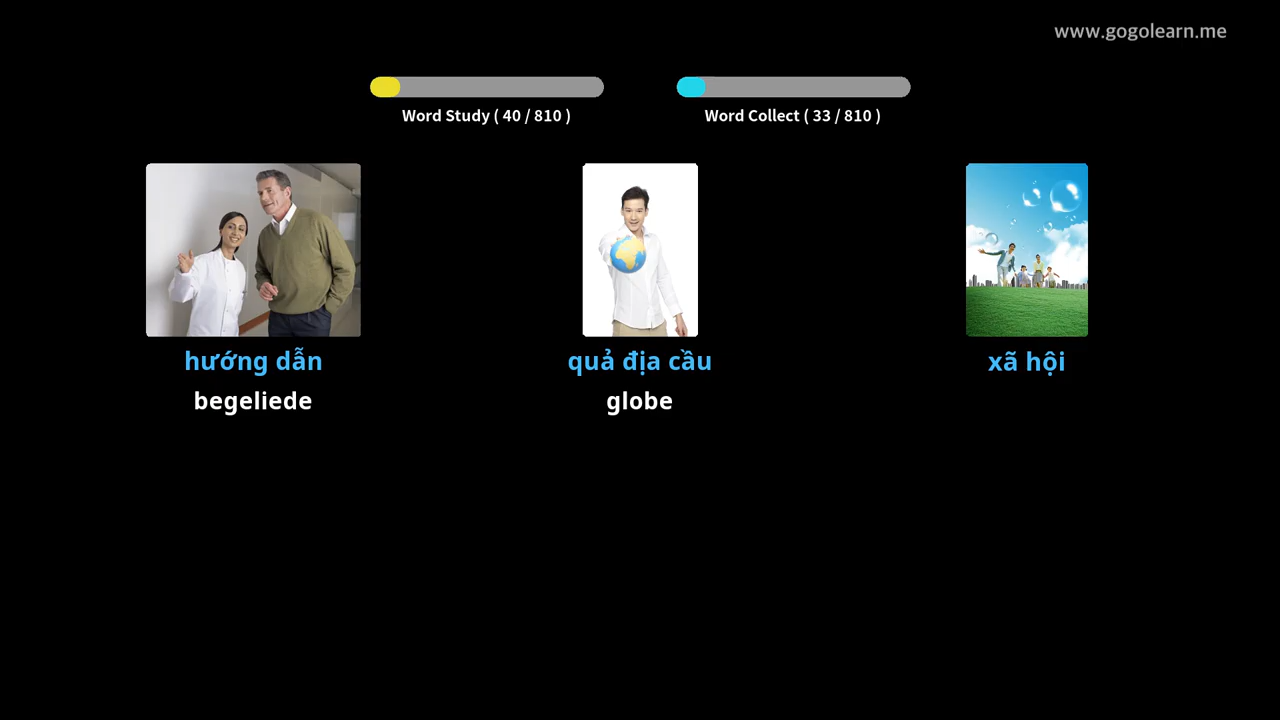 www.gogolearn.me
Word Study ( 40 / 810 )
Word Collect ( 33 / 810 )
hướng dẫn
begeliede
quả địa cầu
globe
xã hội